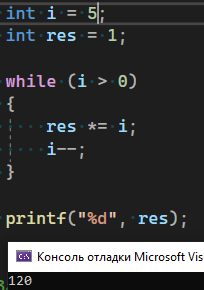 int i = 5;
int res = 1;
while (i > 0)
{
res *= i;
i--;
}
printf("%d", res);
Консоль отладки Microsoft Vis
120